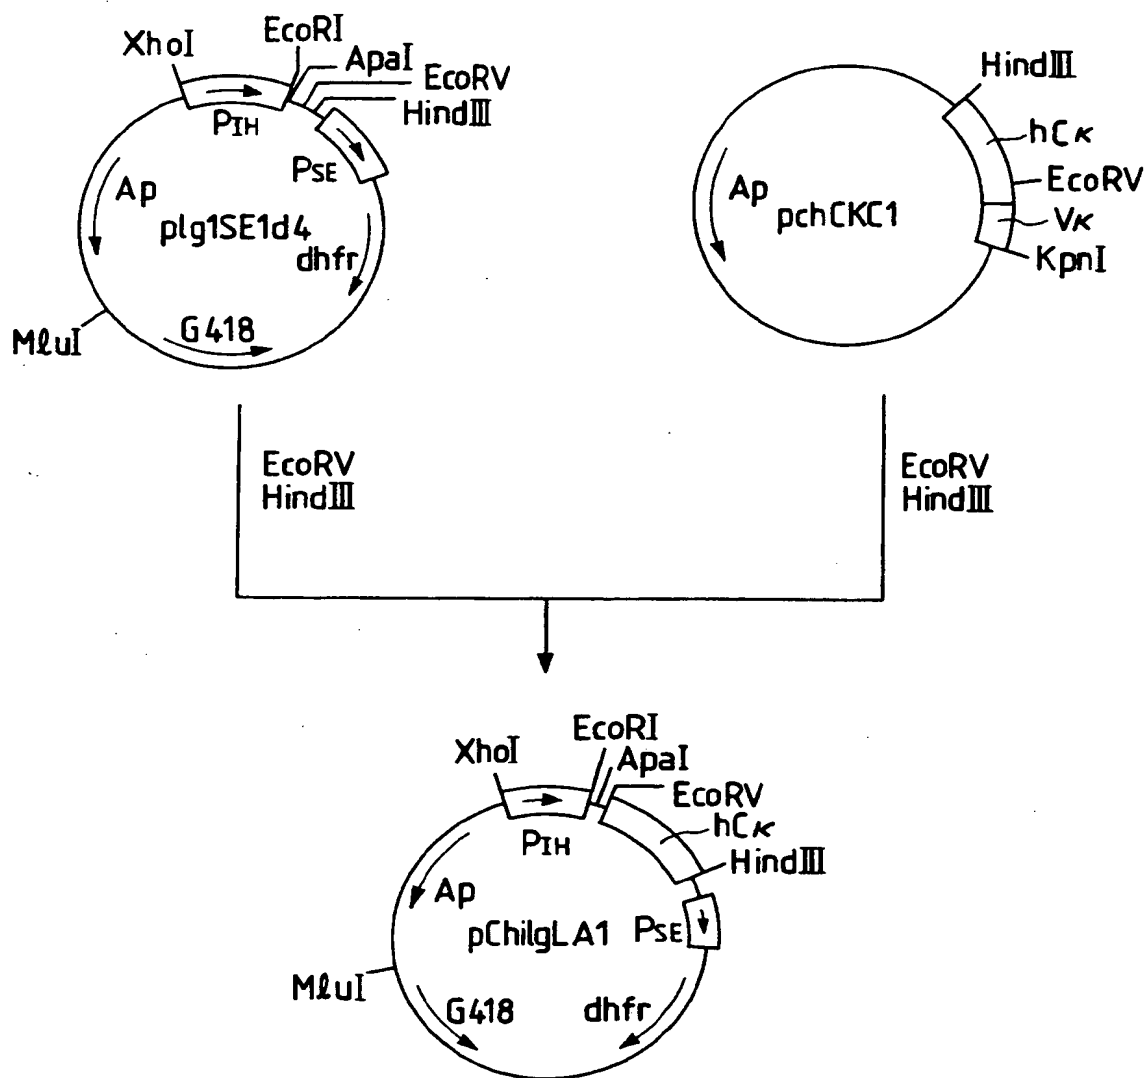 XhoI
EcoRI
ApaI
EcoRV
HindIII
PIH
PSE
Ap
pIg1SE1d4
dhfr
G418
MluI
HindIII
hCκ
EcoRV
Vκ
KpnI
Ap
pchCKC1
EcoRV
HindIII
EcoRV
HindIII
XhoI
EcoRI
ApaI
EcoRV
hCκ
HindIII
PIH
PSE
Ap
pChiIgLA1
MluI
G418
dhfr